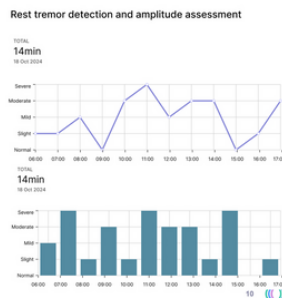 Rest tremor detection and amplitude assessment
TOTAL
14min
18 Oct 2024
Severe
Moderate
Mild
Slight
Normal
06:00 07:00 08:00 09:00 10:00 11:00 12:00 13:00 14:00 15:00 16:00 17:0
TOTAL
14min
18 Oct 2024
Severe
Moderate
Mild
Slight
Normal
06:00 07:00 08:00 09:00 10:00 11:00 12:00 13:00 14:00 15:00 16:00 17:0
10